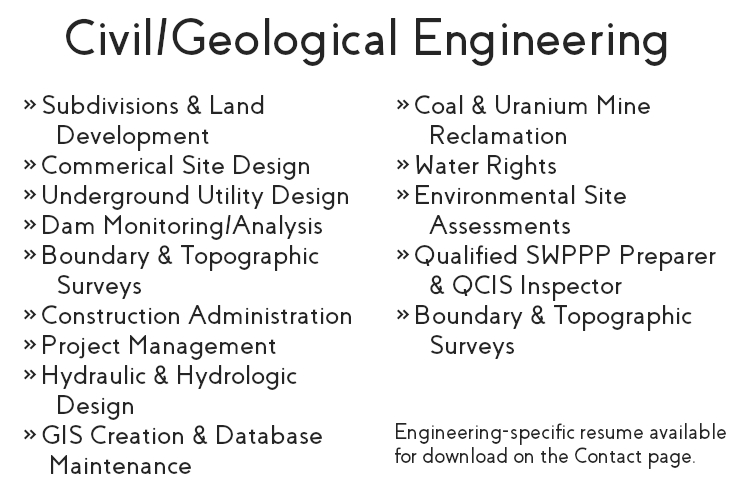 Civil/Geological Engineering
» Subdivisions & Land
Development
» Commerical Site Design
» Underground Utility Design
» Dam Monitoring/Analysis
» Boundary & Topographic
Surveys
» Construction Administration
» Project Management
» Hydraulic & Hydrologic
Design
» GIS Creation & Database
Maintenance
» Coal & Uranium Mine
Reclamation
» Water Rights
» Environmental Site
Assessments
» Qualified SWPPP Preparer
& QCIS Inspector
» Boundary & Topographic
Surveys
Engineering-specific resume available
for download on the Contact page.